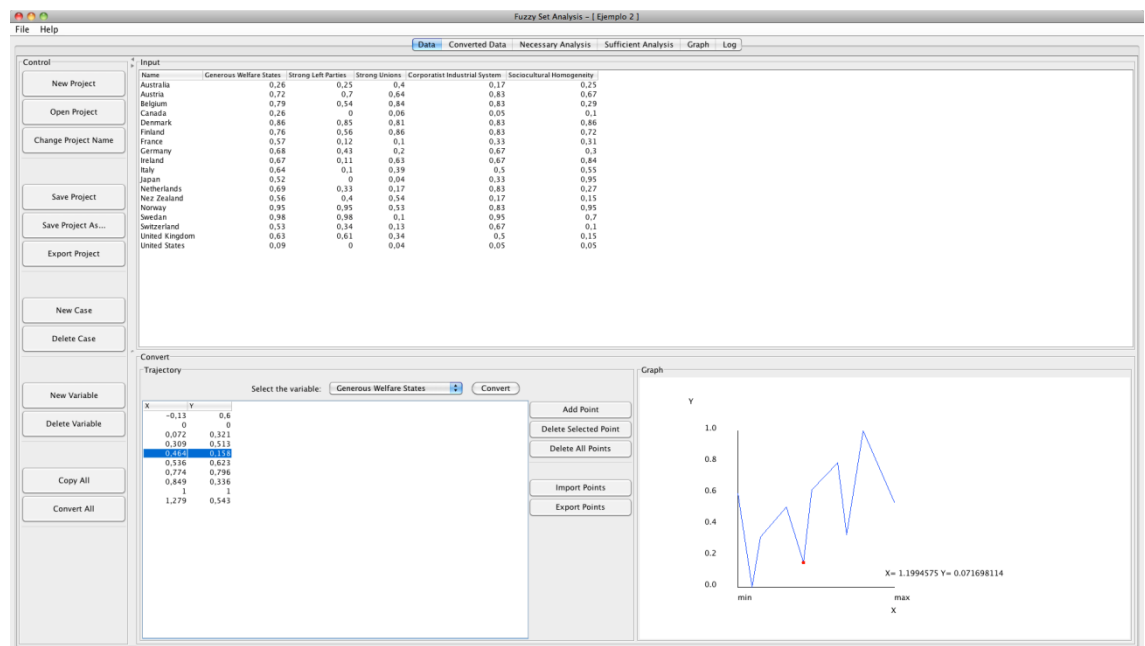 Fuzzy Set Analysis – [ Ejemplo 2 ]
File Help
Data Converted Data Necessary Analysis Sufficient Analysis Graph Log
Control
New Project
Open Project
Change Project Name
Save Project
Save Project As...
Export Project
New Case
Delete Case
New Variable
Delete Variable
Copy All
Convert All
Input
Name Generous Welfare States Strong Left Parties Strong Unions Corporatist Industrial System Sociocultural Homogeneity
Australia 0,26 0,25 0,4 0,17 0,25
Austria 0,72 0,7 0,64 0,83 0,67
Belgium 0,79 0,54 0,84 0,83 0,29
Canada 0,26 0 0,06 0,05 0,1
Denmark 0,86 0,85 0,81 0,83 0,86
Finland 0,76 0,56 0,86 0,83 0,72
France 0,57 0,12 0,1 0,33 0,31
Germany 0,68 0,43 0,2 0,67 0,3
Ireland 0,67 0,11 0,63 0,67 0,84
Italy 0,64 0,1 0,39 0,5 0,55
Japan 0,52 0 0,04 0,33 0,95
Netherlands 0,69 0,33 0,17 0,83 0,27
Nez Zealand 0,56 0,4 0,54 0,17 0,15
Norway 0,95 0,95 0,53 0,83 0,95
Swedan 0,98 0,98 0,1 0,95 0,7
Switzerland 0,53 0,34 0,13 0,67 0,1
United Kingdom 0,63 0,61 0,34 0,5 0,15
United States 0,09 0 0,04 0,05 0,05
Convert
Trajectory
Select the variable: Generous Welfare States Convert
X Y
−0,13 0,6
0 0
0,072 0,321
0,309 0,513
0,464 0,158
0,536 0,623
0,774 0,796
0,849 0,336
1 1
1,279 0,543
Add Point
Delete Selected Point
Delete All Points
Import Points
Export Points
Graph
Y
1.0
0.8
0.6
0.4
0.2
0.0
X= 1.1994575 Y= 0.071698114
min max
X